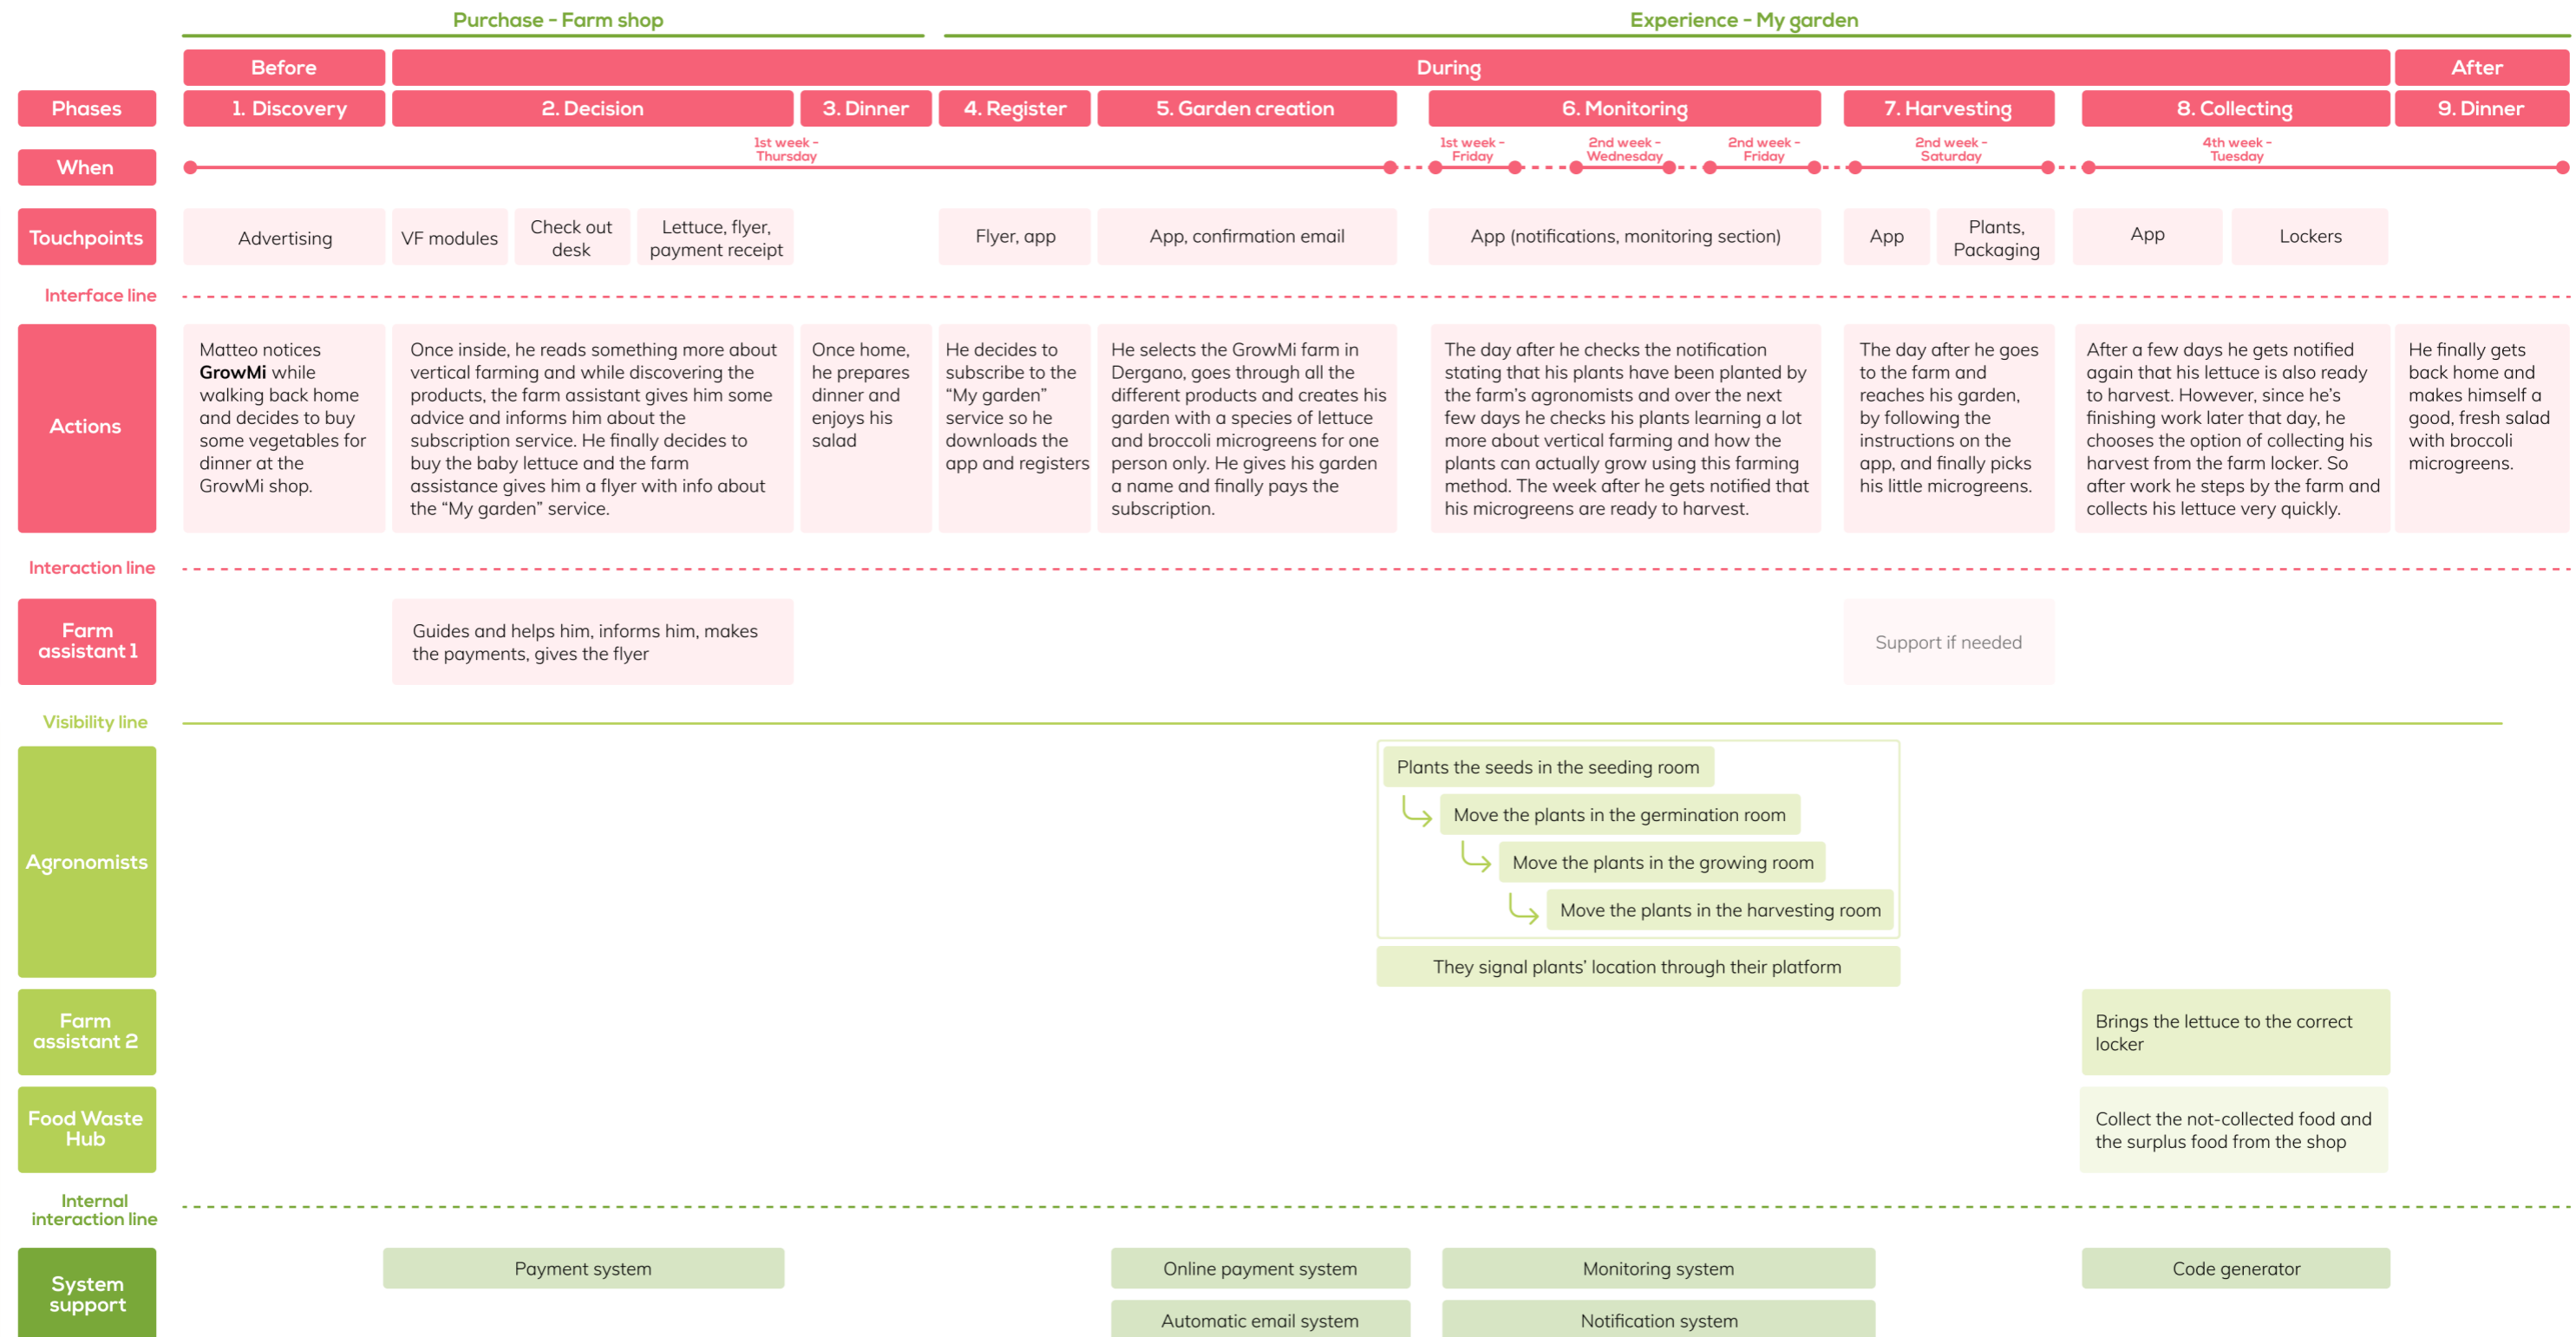 Purchase - Farm shop
Experience - My garden
Before
During
After
Phases
1. Discovery
2. Decision
3. Dinner
4. Register
5. Garden creation
6. Monitoring
7. Harvesting
8. Collecting
9. Dinner
When
1st week -
Thursday
1st week -
Friday
2nd week -
Wednesday
2nd week -
Friday
2nd week -
Saturday
4th week -
Tuesday
Touchpoints
Advertising
VF modules
Check out
desk
Lettuce, flyer,
payment receipt
Flyer, app
App, confirmation email
App (notifications, monitoring section)
App
Plants,
Packaging
App
Lockers
Interface line
Actions
Matteo notices
GrowMi while
walking back home
and decides to buy
some vegetables for
dinner at the
GrowMi shop.
Once inside, he reads something more about
vertical farming and while discovering the
products, the farm assistant gives him some
advice and informs him about the
subscription service. He finally decides to
buy the baby lettuce and the farm
assistance gives him a flyer with info about
the “My garden” service.
Once home,
he prepares
dinner and
enjoys his
salad
He decides to
subscribe to the
“My garden”
service so he
downloads the
app and registers
He selects the GrowMi farm in
Dergano, goes through all the
different products and creates his
garden with a species of lettuce
and broccoli microgreens for one
person only. He gives his garden
a name and finally pays the
subscription.
The day after he checks the notification
stating that his plants have been planted by
the farm’s agronomists and over the next
few days he checks his plants learning a lot
more about vertical farming and how the
plants can actually grow using this farming
method. The week after he gets notified that
his microgreens are ready to harvest.
The day after he goes
to the farm and
reaches his garden,
by following the
instructions on the
app, and finally picks
his little microgreens.
After a few days he gets notified
again that his lettuce is also ready
to harvest. However, since he’s
finishing work later that day, he
chooses the option of collecting his
harvest from the farm locker. So
after work he steps by the farm and
collects his lettuce very quickly.
He finally gets
back home and
makes himself a
good, fresh salad
with broccoli
microgreens.
Interaction line
Farm
assistant 1
Guides and helps him, informs him, makes
the payments, gives the flyer
Support if needed
Visibility line
Agronomists
Plants the seeds in the seeding room
Move the plants in the germination room
Move the plants in the growing room
Move the plants in the harvesting room
They signal plants’ location through their platform
Farm
assistant 2
Brings the lettuce to the correct
locker
Food Waste
Hub
Collect the not-collected food and
the surplus food from the shop
Internal
interaction line
System
support
Payment system
Online payment system
Monitoring system
Code generator
Automatic email system
Notification system